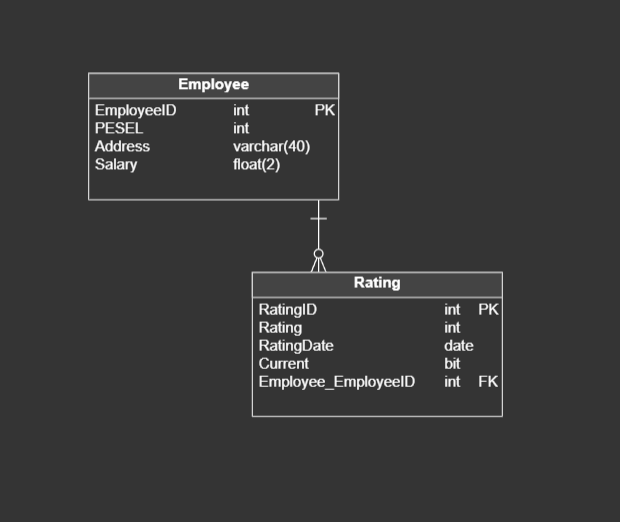 Employee
EmployeeID int PK
PESEL int
Address varchar(40)
Salary float(2)
Rating
RatingID int PK
Rating int
RatingDate date
Current bit
Employee_EmployeeID int FK